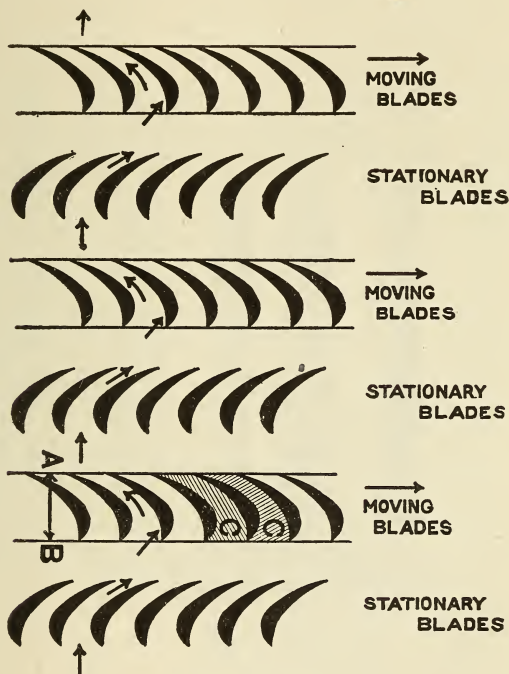 MOVING
BLADES
STATIONARY
BLADES
MOVING
BLADES
STATIONARY
BLADES
A
MOVING
BLADES
C C
B
STATIONARY
BLADES